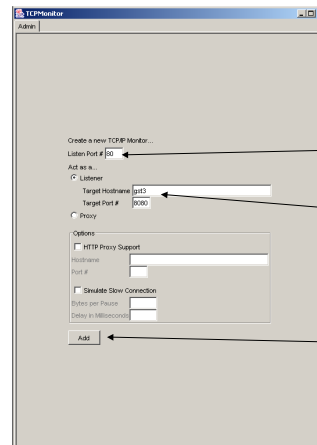 TCPMonitor
Admin
Create a new TCP/IP Monitor...
Listen Port # 80
Act as a...
Listener
Target Hostname gst3
Target Port # 8080
Proxy
Options
HTTP Proxy Support
Hostname
Port #
Simulate Slow Connection
Bytes per Pause
Delay in Milliseconds
Add